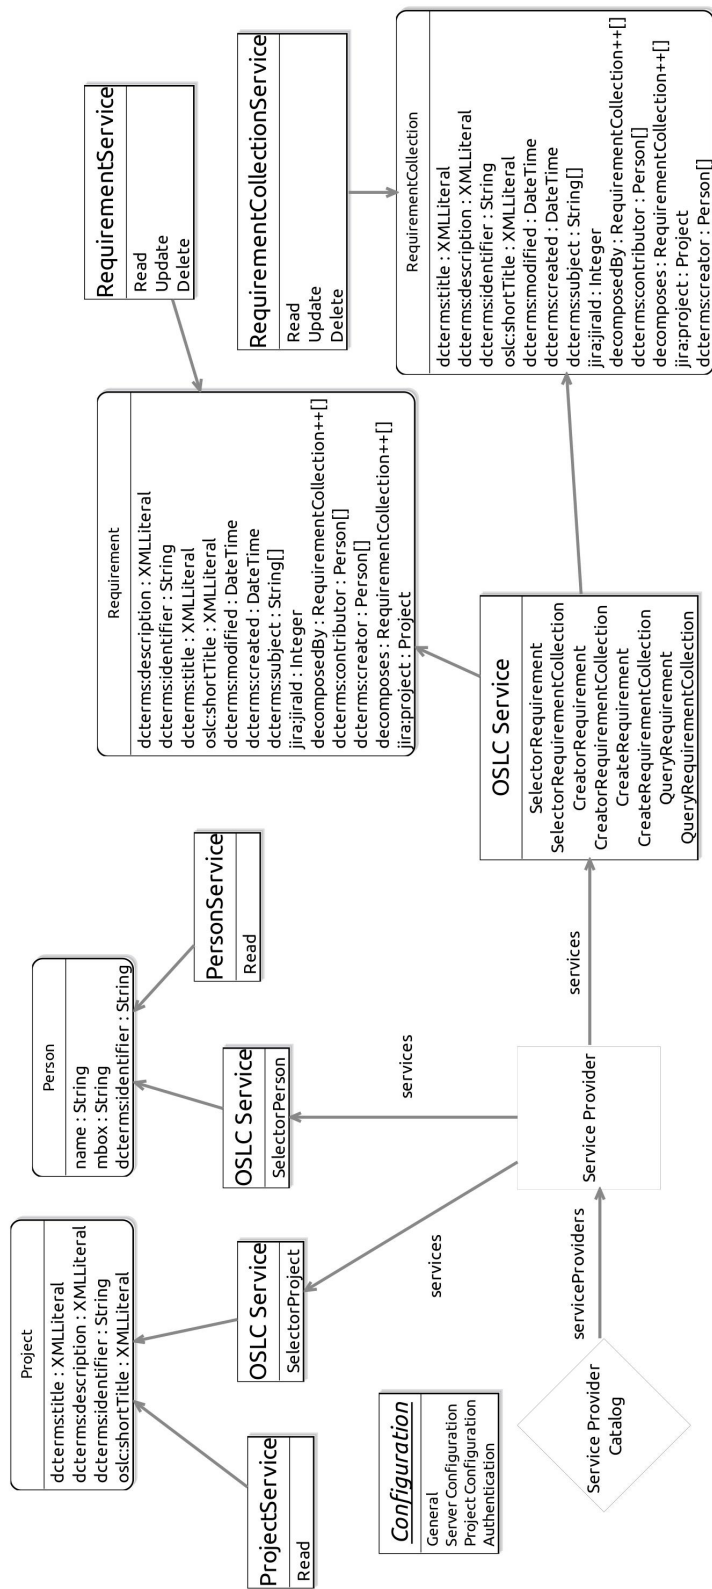 Project
dcterms:title : XMLLiteral
dcterms:description : XMLLiteral
dcterms:identifier : String
oslc:shortTitle : XMLLiteral
Person
name : String
mbox : String
dcterms:identifier : String
Requirement
dcterms:description : XMLLiteral
dcterms:identifier : String
dcterms:title : XMLLiteral
oslc:shortTitle : XMLLiteral
dcterms:modified : DateTime
dcterms:created : DateTime
dcterms:subject : String[]
jira:jiraId : Integer
decomposedBy : RequirementCollection++[]
dcterms:contributor : Person[]
dcterms:creator : Person[]
decomposes : RequirementCollection++[]
jira:project : Project
RequirementService
Read
Update
Delete
ProjectService
Read
OSLC Service
SelectorProject
OSLC Service
SelectorPerson
PersonService
Read
RequirementCollectionService
Read
Update
Delete
Configuration
General
Server Configuration
Project Configuration
Authentication
services
services
services
OSLC Service
SelectorRequirement
SelectorRequirementCollection
CreatorRequirement
CreatorRequirementCollection
CreateRequirement
CreateRequirementCollection
QueryRequirement
QueryRequirementCollection
RequirementCollection
dcterms:title : XMLLiteral
dcterms:description : XMLLiteral
dcterms:identifier : String
oslc:shortTitle : XMLLiteral
dcterms:modified : DateTime
dcterms:created : DateTime
dcterms:subject : String[]
jira:jiraId : Integer
decomposedBy : RequirementCollection++[]
dcterms:contributor : Person[]
decomposes : RequirementCollection++[]
jira:project : Project
dcterms:creator : Person[]
Service Provider
Catalog
serviceProviders
Service Provider